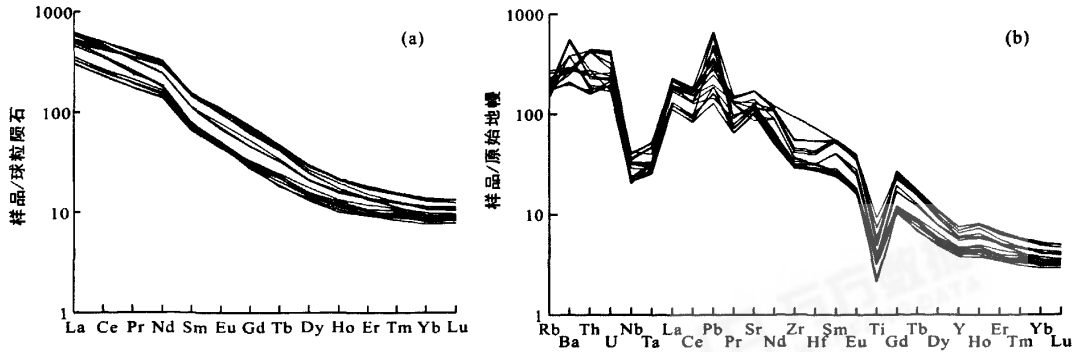 1000
100
10
1
样品/球粒陨石
(a)
La Ce Pr Nd Sm Eu Gd Tb Dy Ho Er Tm Yb Lu
1000
100
10
1
样品/原始地幔
(b)
Rb Th Nb La Pb Sr Zr Sm Ti Tb Y Er Yb
Ba U Ta Ce Pr Nd Hf Eu Gd Dy Ho Tm Lu